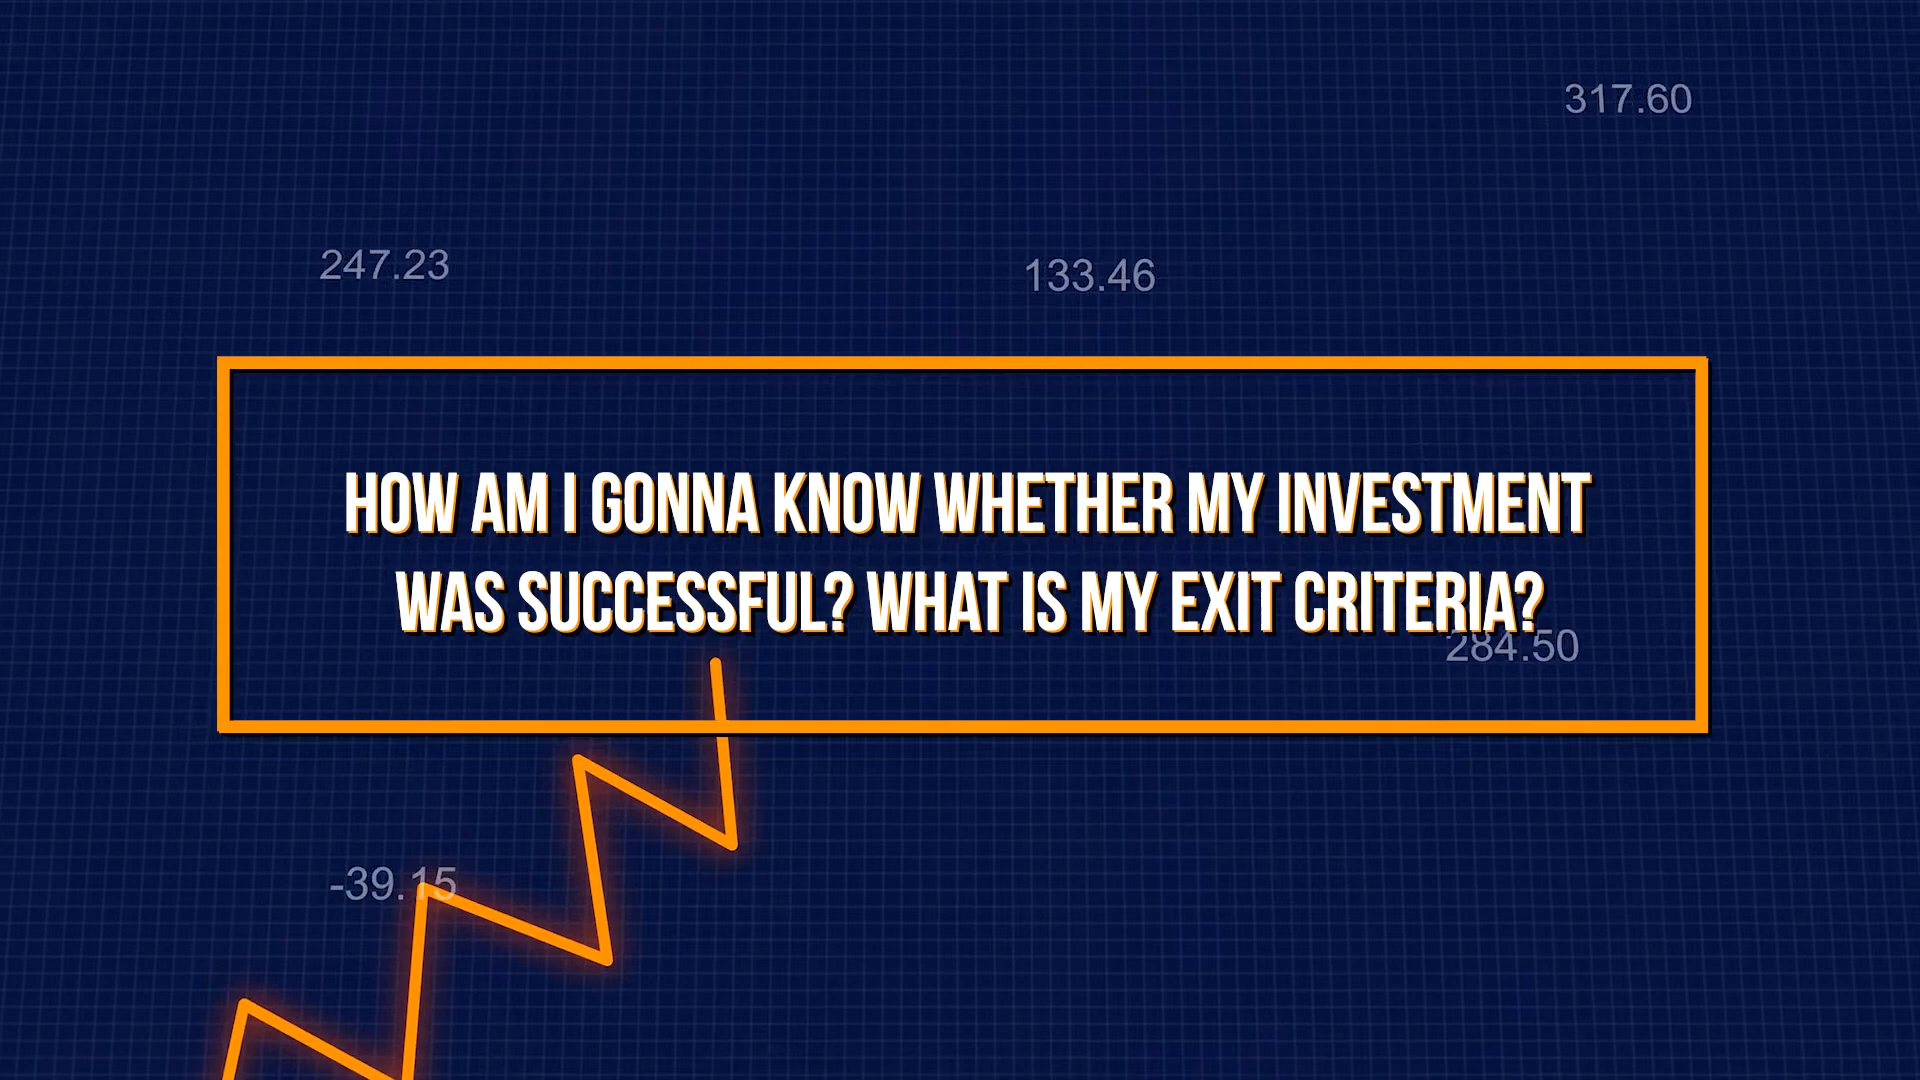 317.60
247.23
133.46
HOW AM I GONNA KNOW WHETHER MY INVESTMENT
WAS SUCCESSFUL? WHAT IS MY EXIT CRITERIA?
284.50
-39.15